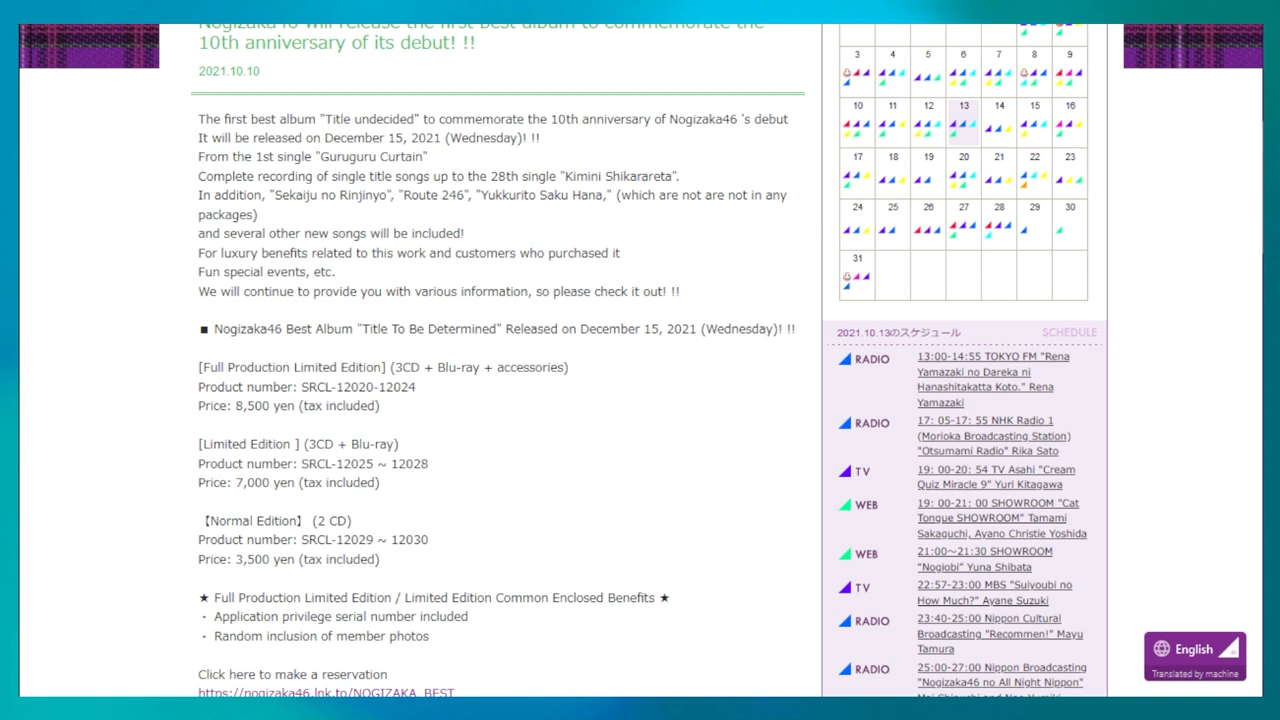 Nogizaka46 will release the first best album to commemorate the
10th anniversary of its debut! !!
2021.10.10
The first best album "Title undecided" to commemorate the 10th anniversary of Nogizaka46 's debut
It will be released on December 15, 2021 (Wednesday)! !!
From the 1st single "Guruguru Curtain"
Complete recording of single title songs up to the 28th single "Kimini Shikarareta".
In addition, "Sekaiju no Rinjinyo", "Route 246", "Yukkurito Saku Hana," (which are not are not in any
packages)
and several other new songs will be included!
For luxury benefits related to this work and customers who purchased it
Fun special events, etc.
We will continue to provide you with various information, so please check it out! !!
■ Nogizaka46 Best Album "Title To Be Determined" Released on December 15, 2021 (Wednesday)! !!
[Full Production Limited Edition] (3CD + Blu-ray + accessories)
Product number: SRCL-12020-12024
Price: 8,500 yen (tax included)
[Limited Edition ] (3CD + Blu-ray)
Product number: SRCL-12025 ~ 12028
Price: 7,000 yen (tax included)
【Normal Edition】 (2 CD)
Product number: SRCL-12029 ~ 12030
Price: 3,500 yen (tax included)
★ Full Production Limited Edition / Limited Edition Common Enclosed Benefits ★
・ Application privilege serial number included
・ Random inclusion of member photos
Click here to make a reservation
https://nogizaka46.lnk.to/NOGIZAKA_BEST
3 4 5 6 7 8 9
10 11 12 13 14 15 16
17 18 19 20 21 22 23
24 25 26 27 28 29 30
31
2021.10.13のスケジュール SCHEDULE
RADIO 13:00-14:55 TOKYO FM "Rena
Yamazaki no Dareka ni
Hanashitakatta Koto." Rena
Yamazaki
RADIO 17: 05-17: 55 NHK Radio 1
(Morioka Broadcasting Station)
"Otsumami Radio" Rika Sato
TV 19: 00-20: 54 TV Asahi "Cream
Quiz Miracle 9" Yuri Kitagawa
WEB 19: 00-21: 00 SHOWROOM "Cat
Tongue SHOWROOM" Tamami
Sakaguchi, Ayano Christie Yoshida
WEB 21:00～21:30 SHOWROOM
"Nogiobi" Yuna Shibata
TV 22:57-23:00 MBS "Suiyoubi no
How Much?" Ayane Suzuki
RADIO 23:40-25:00 Nippon Cultural
Broadcasting "Recommen!" Mayu
Tamura
RADIO 25:00-27:00 Nippon Broadcasting
"Nogizaka46 no All Night Nippon"
English
Translated by machine